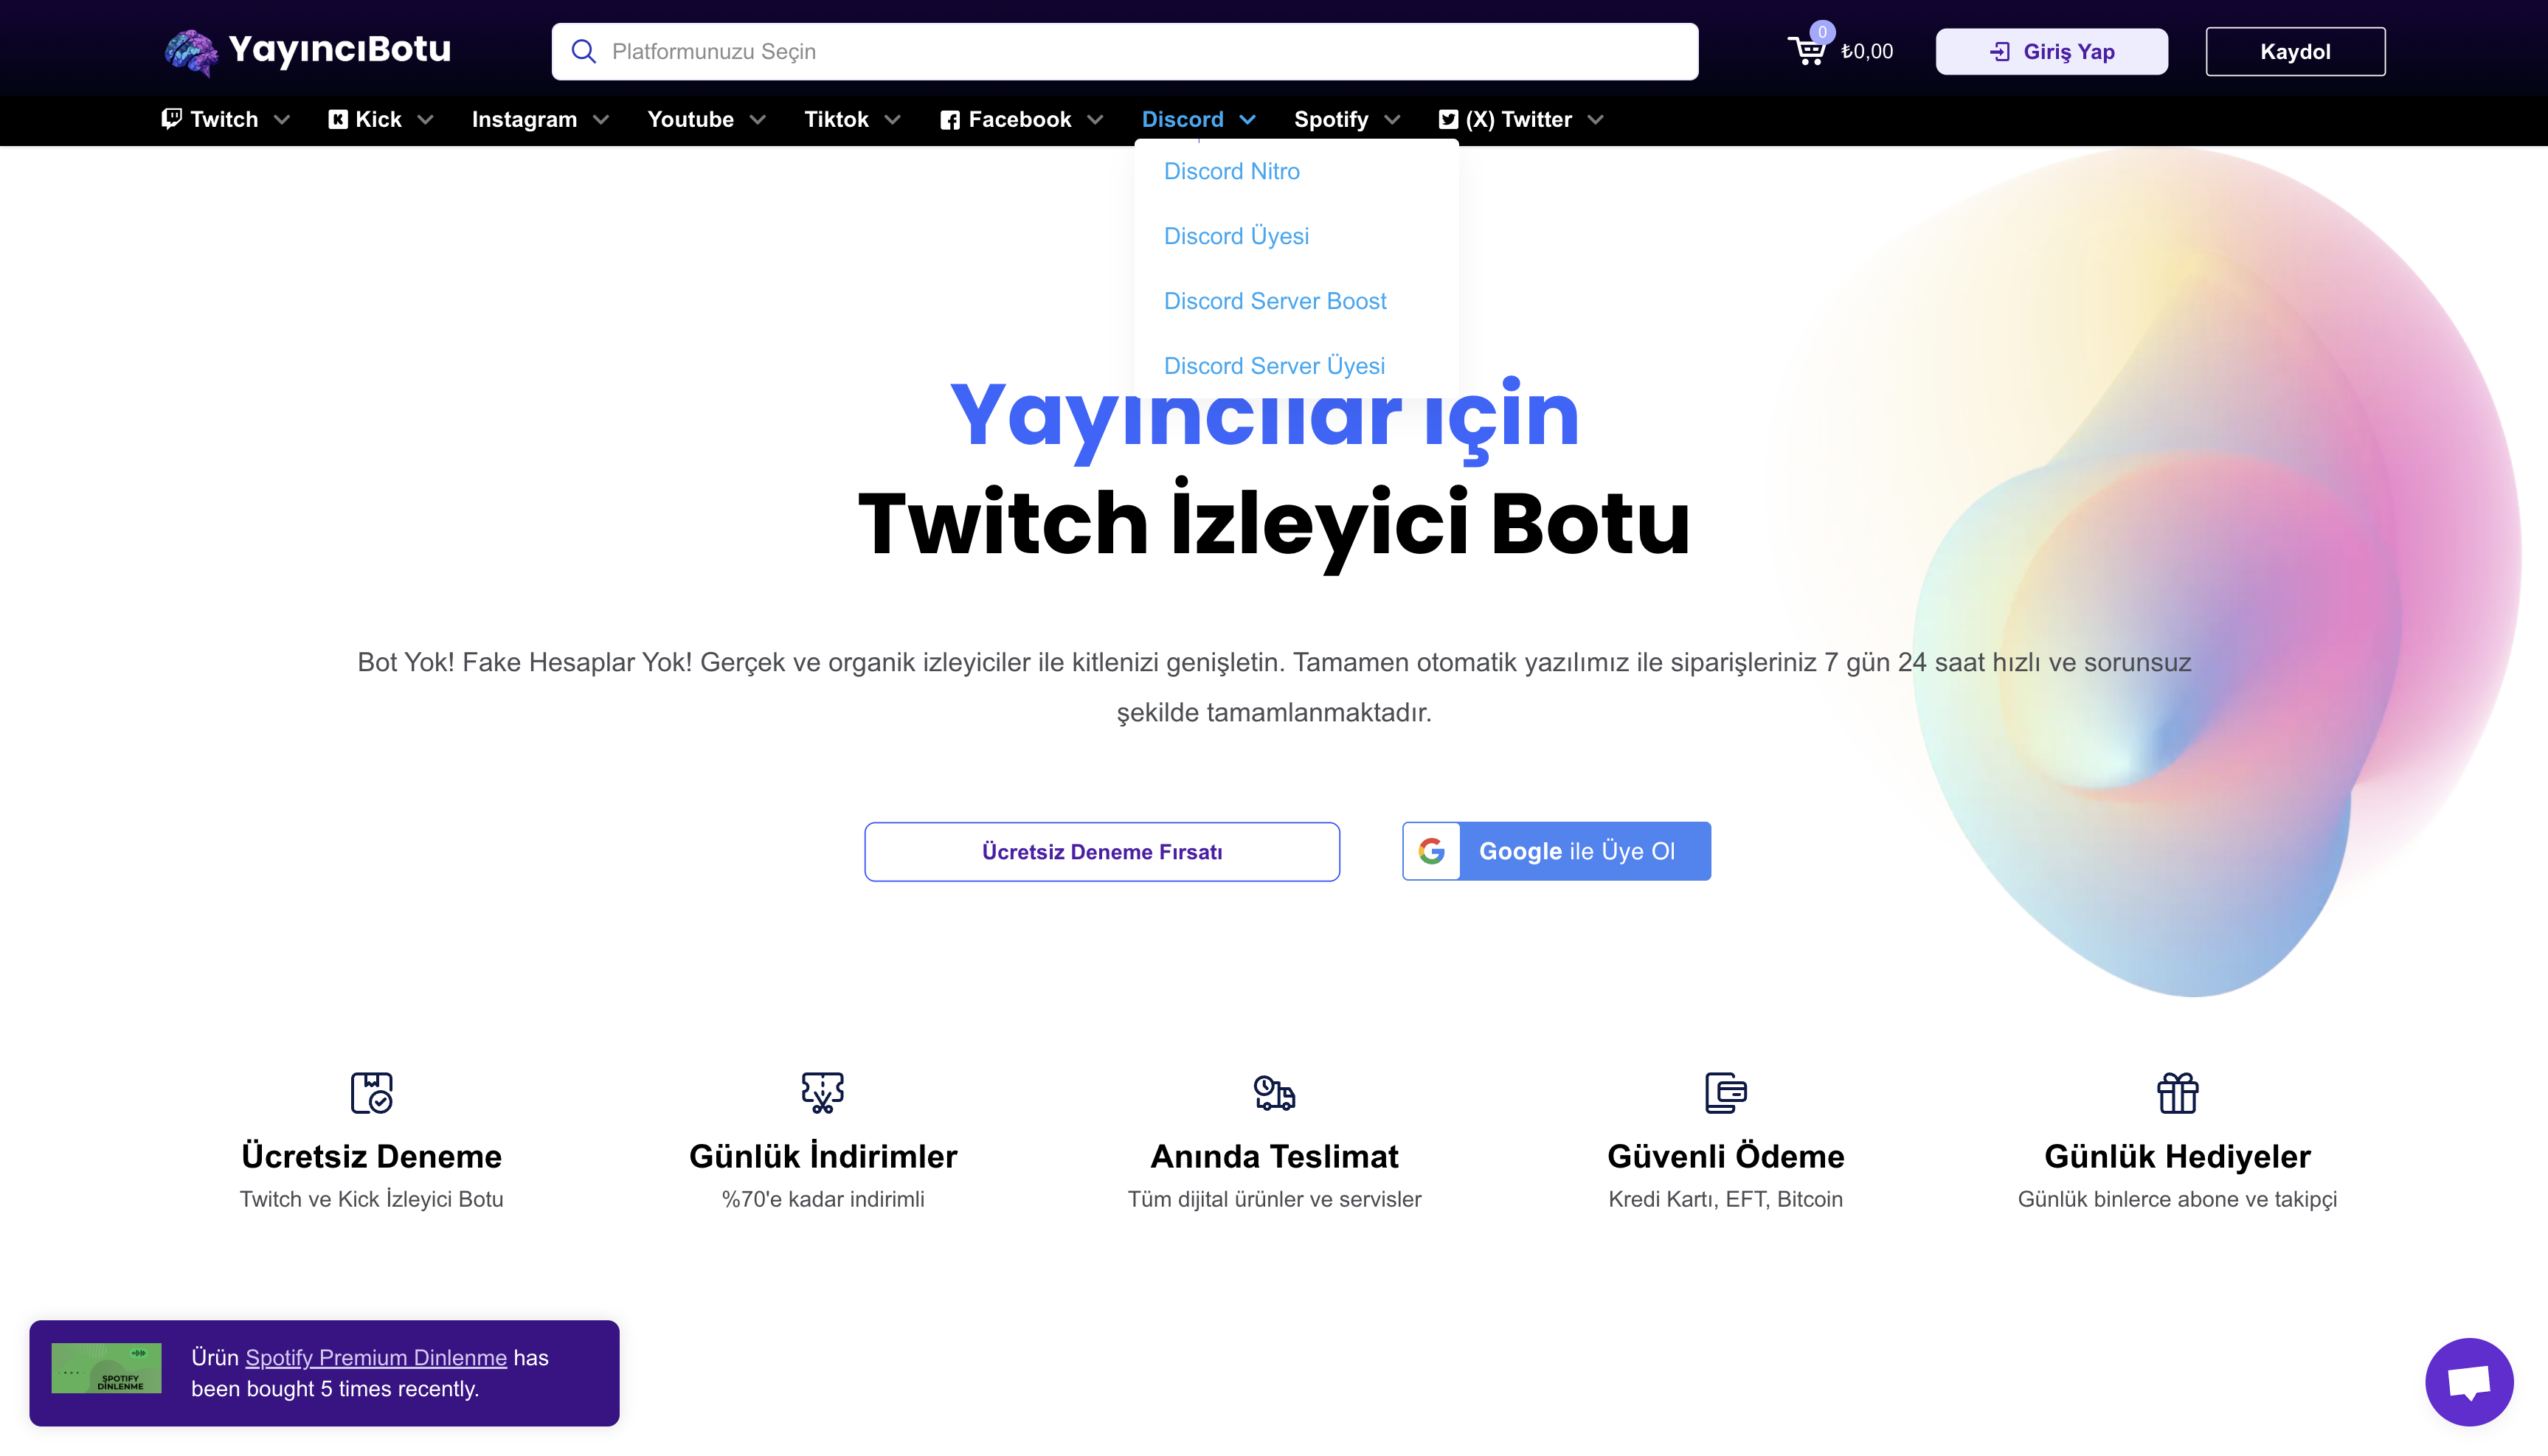 YayıncıBotu
Platformunuzu Seçin
0
₺0,00
Giriş Yap
Kaydol
Twitch
Kick
Instagram
Youtube
Tiktok
Facebook
Discord
Spotify
(X) Twitter
Discord Nitro
Discord Üyesi
Discord Server Boost
Discord Server Üyesi
Yayıncılar için
Twitch İzleyici Botu
Bot Yok! Fake Hesaplar Yok! Gerçek ve organik izleyiciler ile kitlenizi genişletin. Tamamen otomatik yazılımız ile siparişleriniz 7 gün 24 saat hızlı ve sorunsuz
şekilde tamamlanmaktadır.
Ücretsiz Deneme Fırsatı
Google ile Üye Ol
Ücretsiz Deneme
Twitch ve Kick İzleyici Botu
Günlük İndirimler
%70'e kadar indirimli
Anında Teslimat
Tüm dijital ürünler ve servisler
Güvenli Ödeme
Kredi Kartı, EFT, Bitcoin
Günlük Hediyeler
Günlük binlerce abone ve takipçi
SPOTIFY
DİNLENME
Ürün Spotify Premium Dinlenme has
been bought 5 times recently.